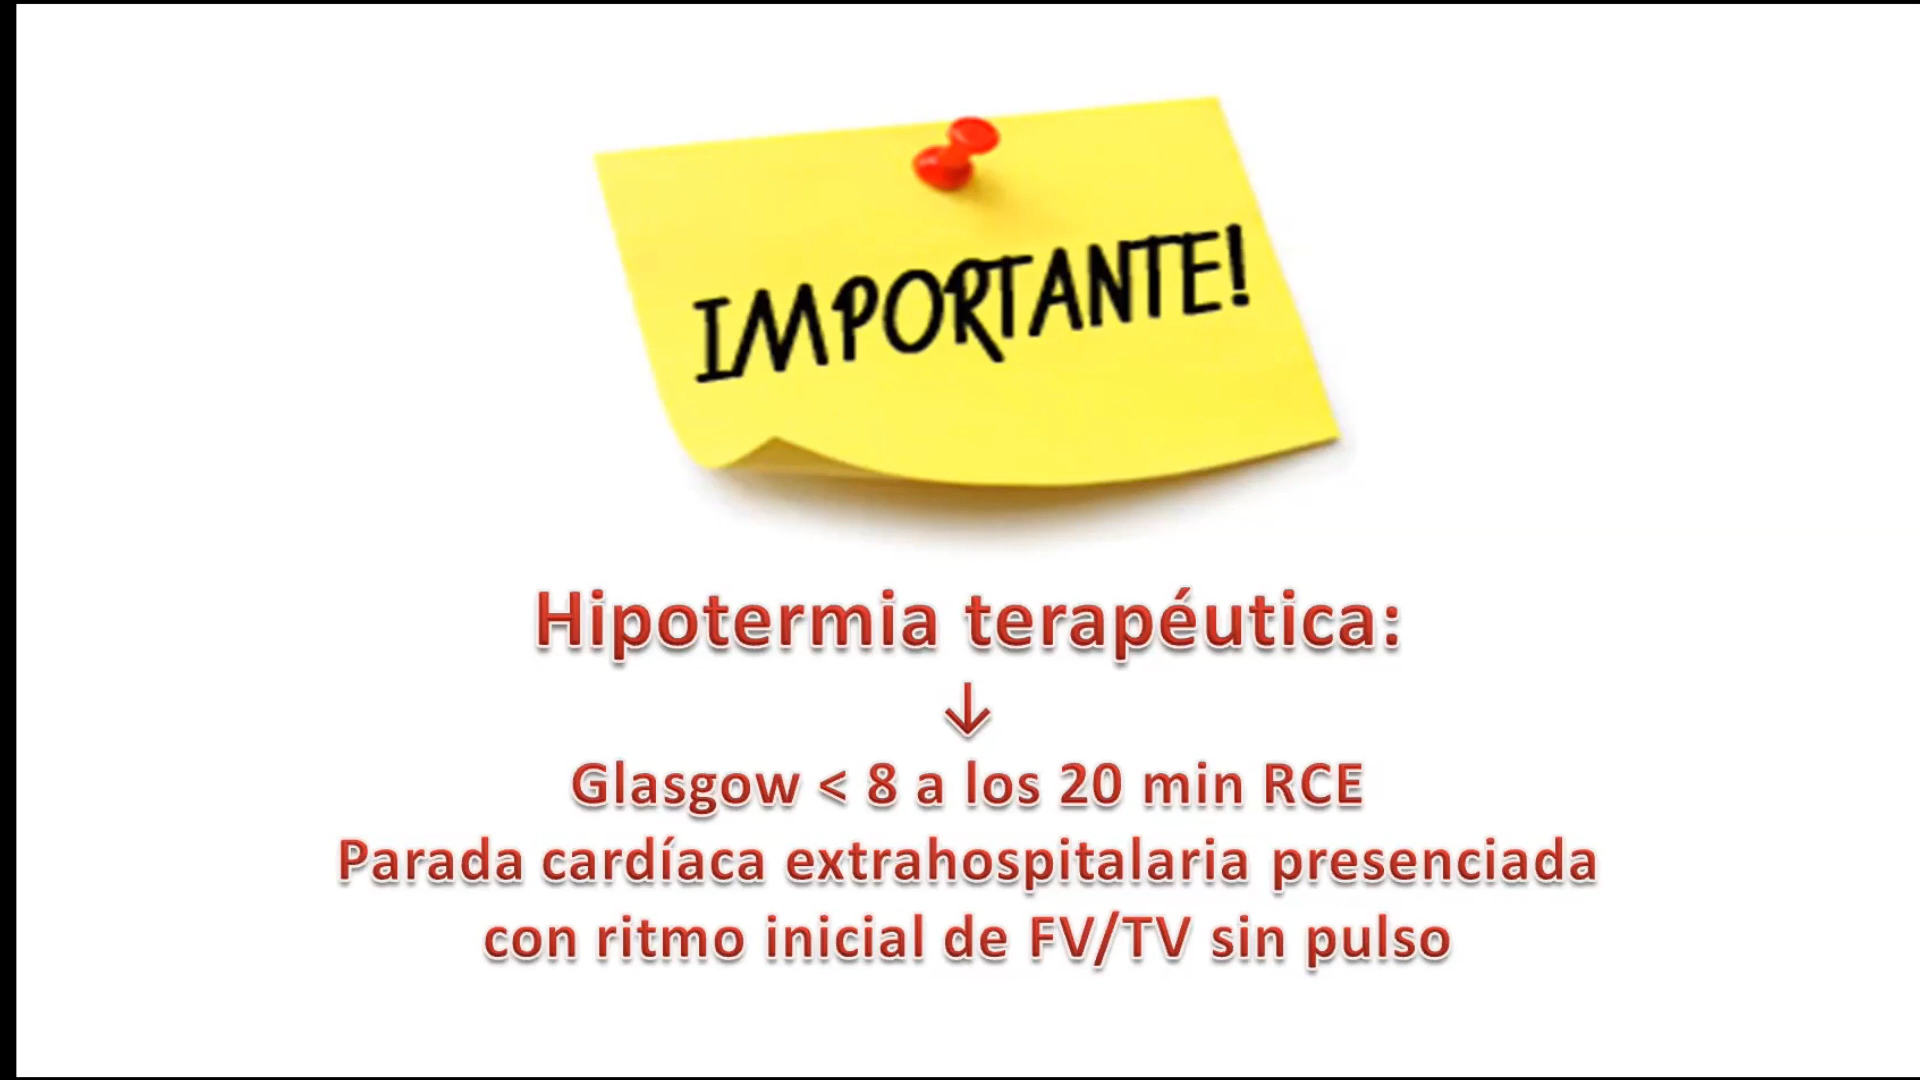 IMPORTANTE!
Hipotermia terapéutica:
↓
Glasgow < 8 a los 20 min RCE
Parada cardíaca extrahospitalaria presenciada
con ritmo inicial de FV/TV sin pulso